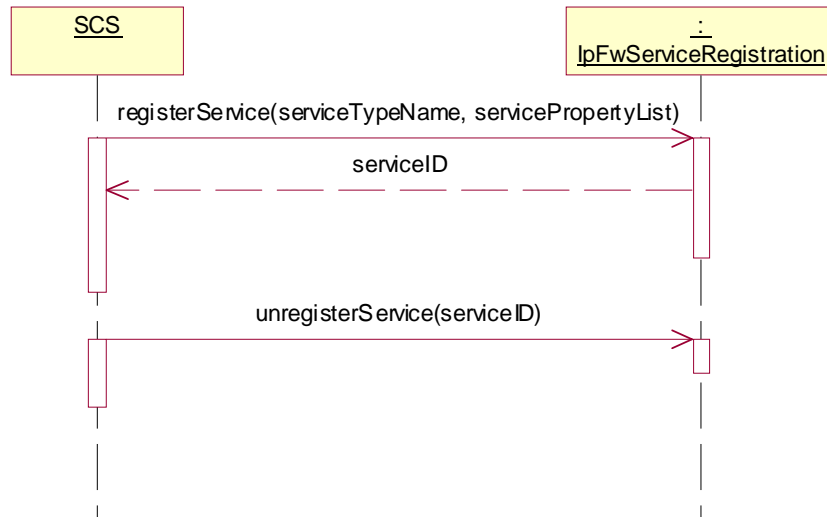 SCS
:
IpFwServiceRegistration
registerService(serviceTypeName, servicePropertyList)
serviceID
unregisterService(serviceID)